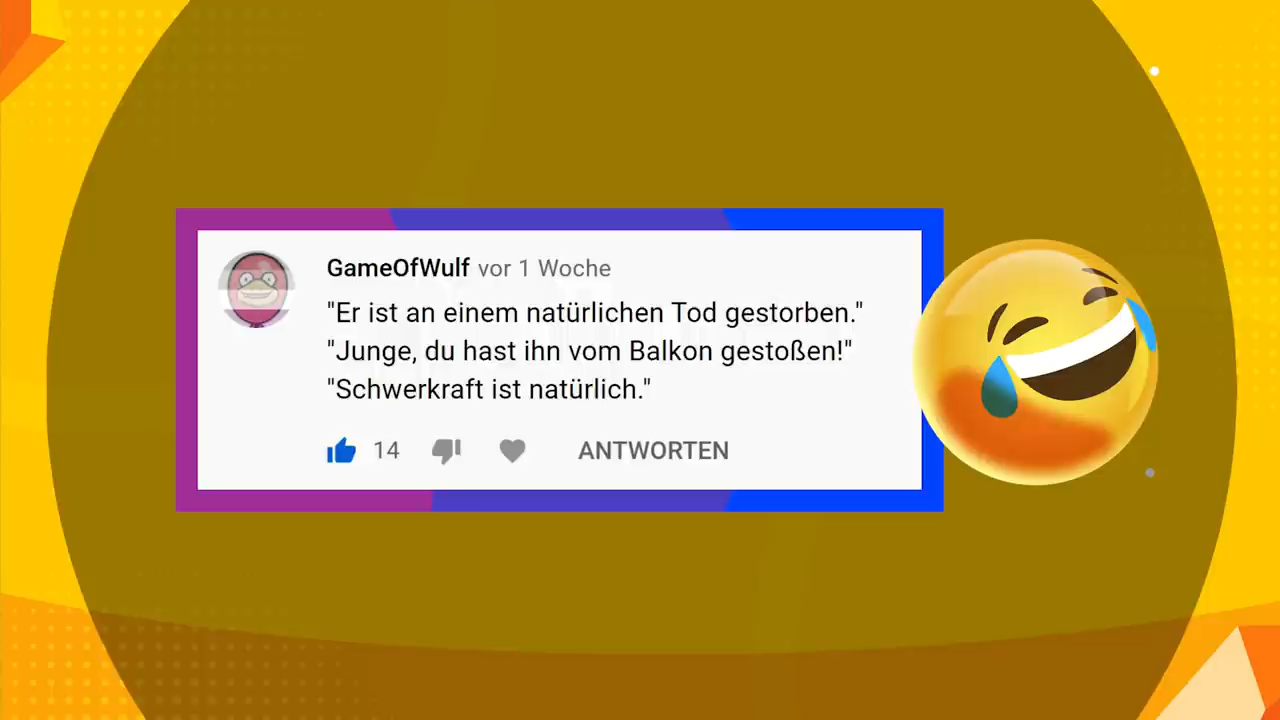 GameOfWulf vor 1 Woche
"Er ist an einem natürlichen Tod gestorben."
"Junge, du hast ihn vom Balkon gestoßen!"
"Schwerkraft ist natürlich."
14 ANTWORTEN